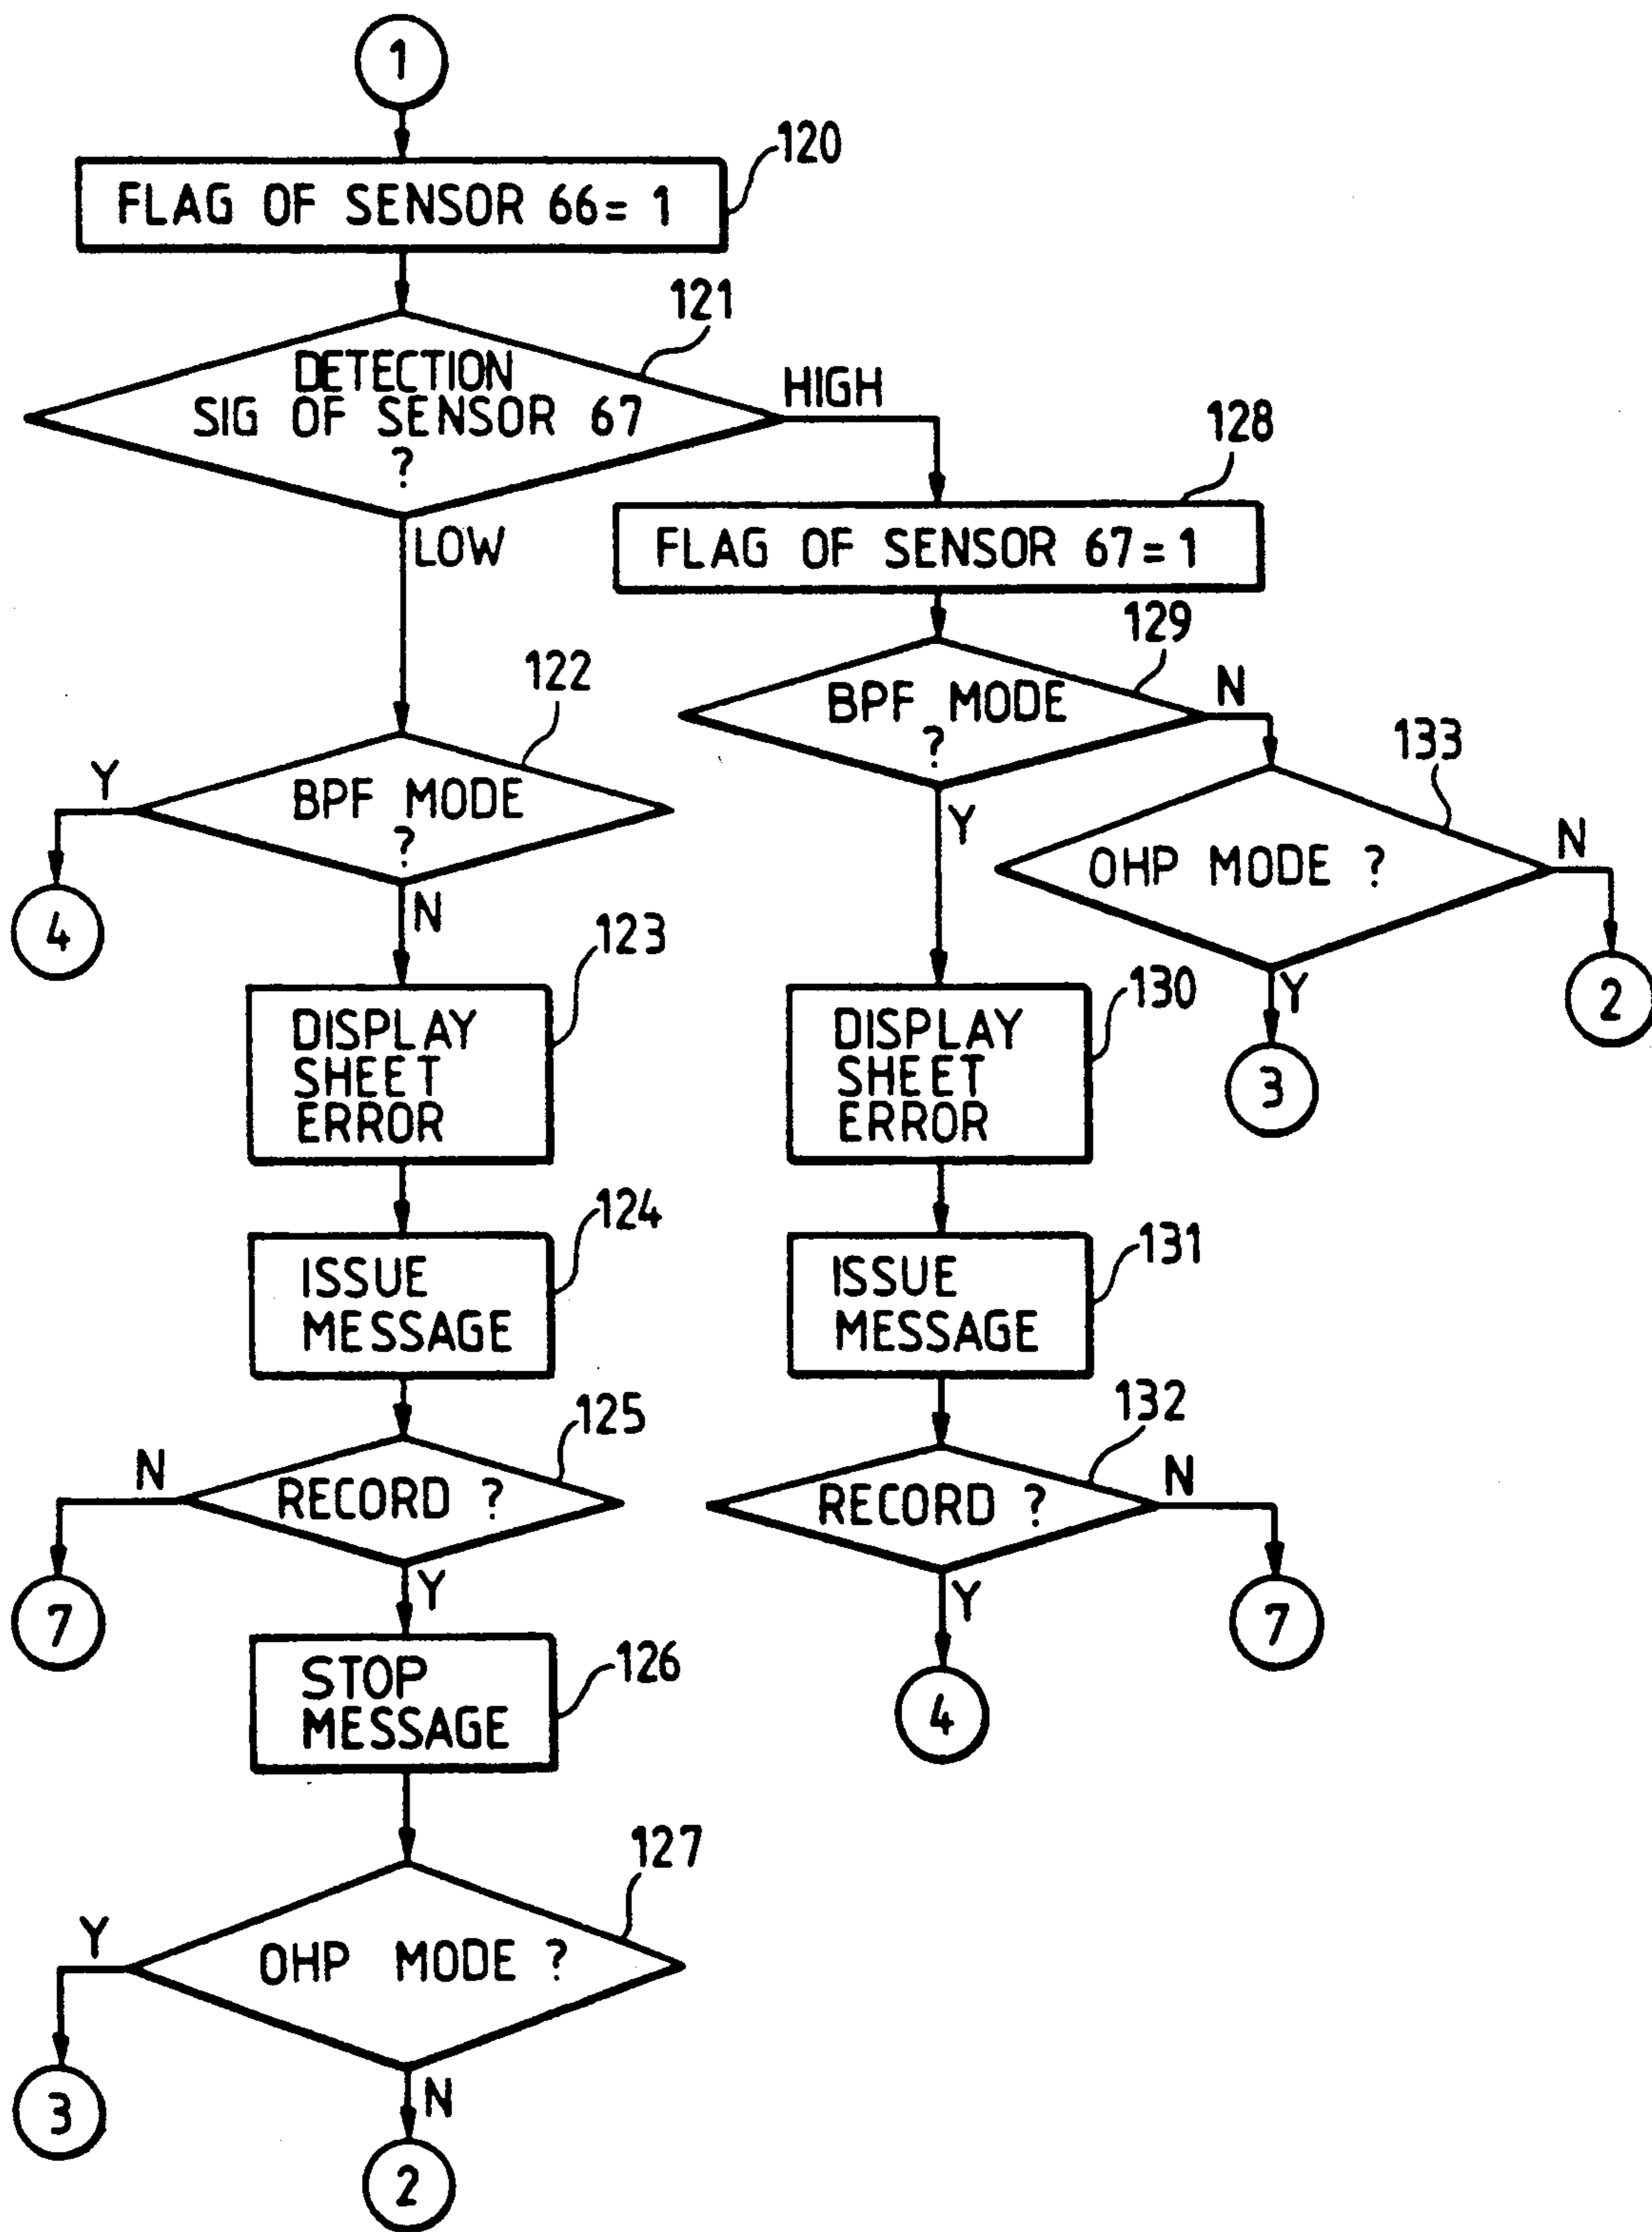 1
120
FLAG OF SENSOR 66 = 1
121
DETECTION
SIG OF SENSOR 67
?
HIGH
LOW
128
FLAG OF SENSOR 67 = 1
122
BPF MODE
?
Y
4
N
129
BPF MODE
?
N
Y
133
OHP MODE ?
N
2
Y
3
123
DISPLAY
SHEET
ERROR
130
DISPLAY
SHEET
ERROR
124
ISSUE
MESSAGE
131
ISSUE
MESSAGE
125
RECORD ?
N
7
Y
132
RECORD ?
N
7
Y
4
126
STOP
MESSAGE
127
OHP MODE ?
Y
3
N
2